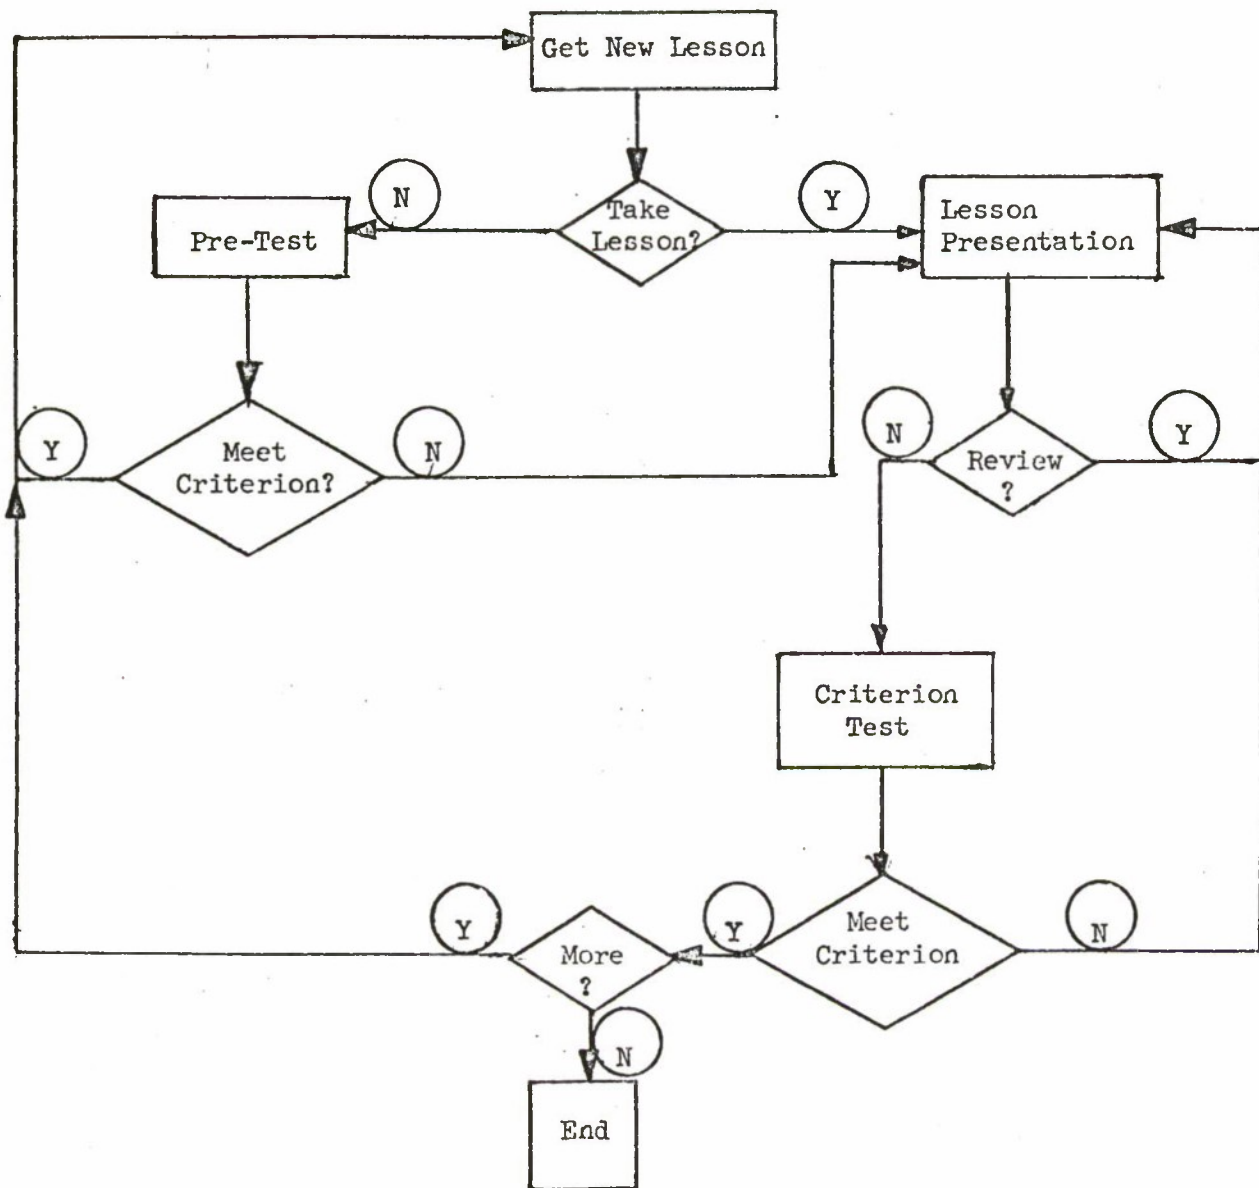 Get New Lesson
N
Take
Lesson?
Y
Pre-Test
Lesson
Presentation
Y
Meet
Criterion?
N
N
Review
?
Y
Criterion
Test
Y
More
?
Y
Meet
Criterion
N
N
End